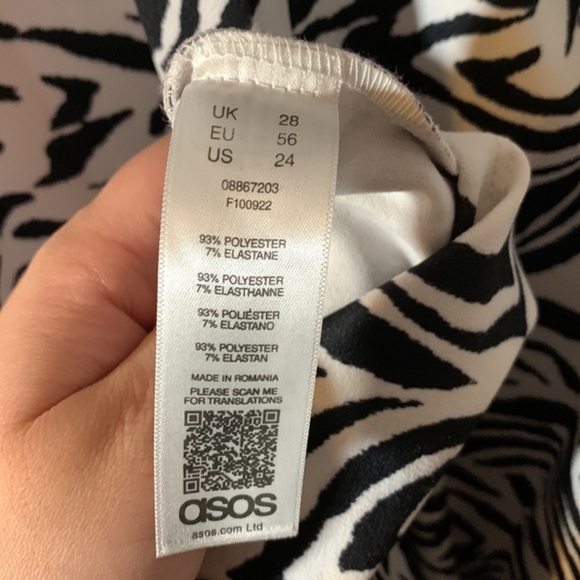 UK 28
EU 56
US 24
08867203
F100922
93% POLYESTER
7% ELASTANE
93% POLYESTER
7% ELASTHANNE
93% POLIÉSTER
7% ELASTANO
93% POLYESTER
7% ELASTAN
MADE IN ROMANIA
PLEASE SCAN ME
FOR TRANSLATIONS
asos
asos.com Ltd